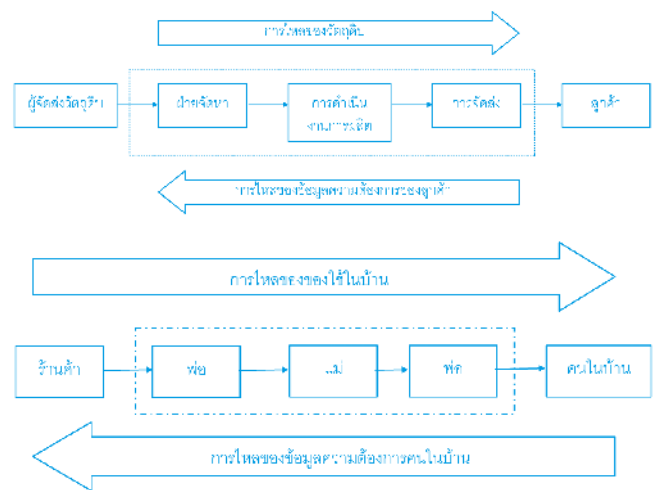 การไหลของวัตถุดิบ
ผู้จัดส่งวัตถุดิบ
ฝ่ายจัดหา
การดำเนิน
งานการผลิต
การจัดส่ง
ลูกค้า
การไหลของข้อมูลความต้องการของลูกค้า
การไหลของของใช้ในบ้าน
ร้านค้า
พ่อ
แม่
พ่อ
คนในบ้าน
การไหลของข้อมูลความต้องการคนในบ้าน